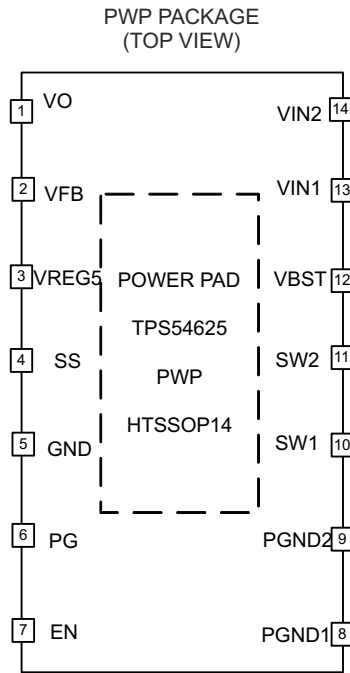 PWP PACKAGE
(TOP VIEW)
1 VO
VIN2 14
2 VFB
VIN1 13
3 VREG5
POWER PAD
VBST 12
TPS54625
4 SS
SW2 11
PWP
HTSSOP14
5 GND
SW1 10
6 PG
PGND2 9
7 EN
PGND1 8